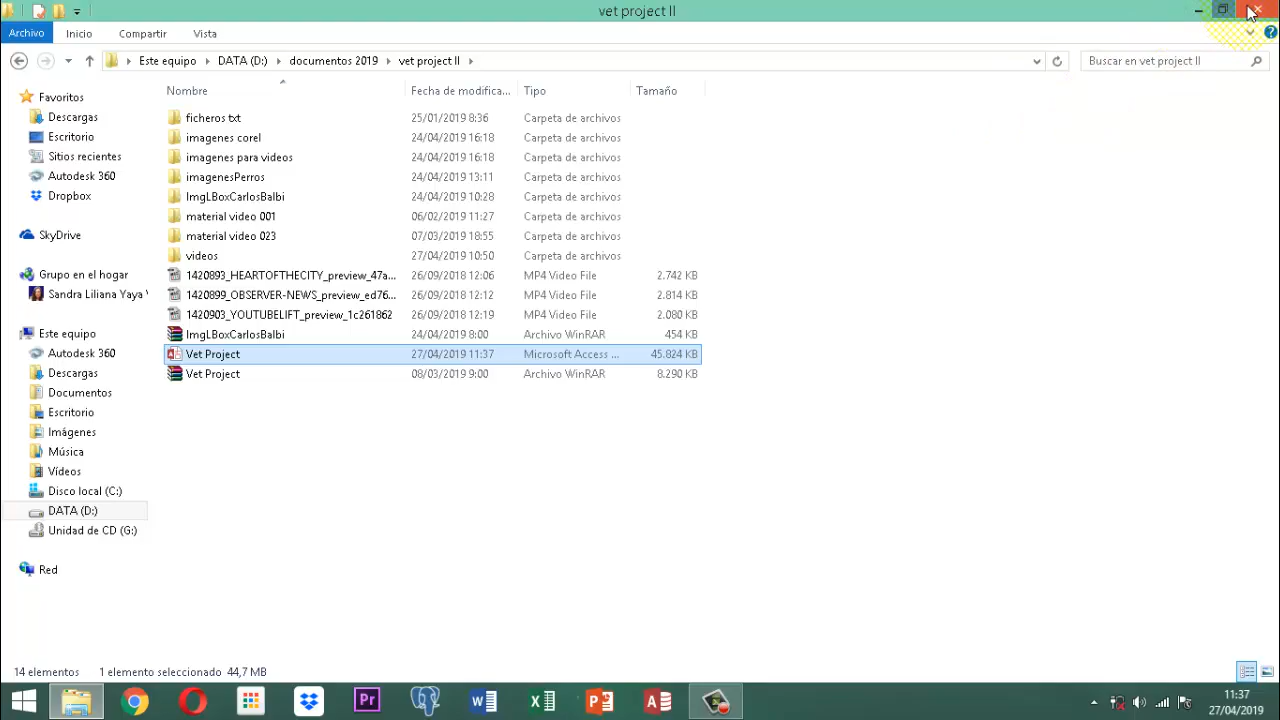 vet project II
Archivo Inicio Compartir Vista
Este equipo DATA (D:) documentos 2019 vet project II Buscar en vet project II
Nombre Fecha de modifica... Tipo Tamaño
Favoritos
Descargas
Escritorio
Sitios recientes
Autodesk 360
Dropbox
SkyDrive
Grupo en el hogar
Sandra Liliana Yaya
Este equipo
Autodesk 360
Descargas
Documentos
Escritorio
Imágenes
Música
Vídeos
Disco local (C:)
DATA (D:)
Unidad de CD (G:)
Red
ficheros txt 25/01/2019 8:36 Carpeta de archivos
imagenes corel 24/04/2019 16:18 Carpeta de archivos
imagenes para videos 24/04/2019 16:18 Carpeta de archivos
imagenesPerros 24/04/2019 13:11 Carpeta de archivos
ImgLBoxCarlosBalbi 24/04/2019 10:28 Carpeta de archivos
material video 001 06/02/2019 11:27 Carpeta de archivos
material video 023 07/03/2019 18:55 Carpeta de archivos
videos 27/04/2019 10:50 Carpeta de archivos
1420893_HEARTOFTHECITY_preview_47a... 26/09/2018 12:06 MP4 Video File 2.742 KB
1420899_OBSERVER-NEWS_preview_ed76... 26/09/2018 12:12 MP4 Video File 2.814 KB
1420903_YOUTUBELIFT_preview_1c261862 26/09/2018 12:19 MP4 Video File 2.080 KB
ImgLBoxCarlosBalbi 24/04/2019 8:00 Archivo WinRAR 454 KB
Vet Project 27/04/2019 11:37 Microsoft Access ... 45.824 KB
Vet Project 08/03/2019 9:00 Archivo WinRAR 8.290 KB
14 elementos 1 elemento seleccionado 44,7 MB
11:37
27/04/2019